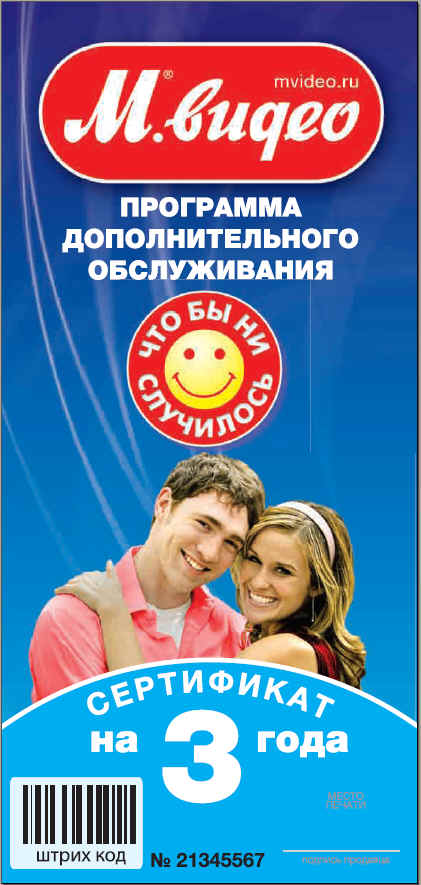 mvideo.ru
М.видео®
ПРОГРАММА
ДОПОЛНИТЕЛЬНОГО
ОБСЛУЖИВАНИЯ
ЧТО БЫ НИ
СЛУЧИЛОСЬ
СЕРТИФИКАТ
на 3 года
МЕСТО
ПЕЧАТИ
штрих код
№ 21345567
подпись продавца